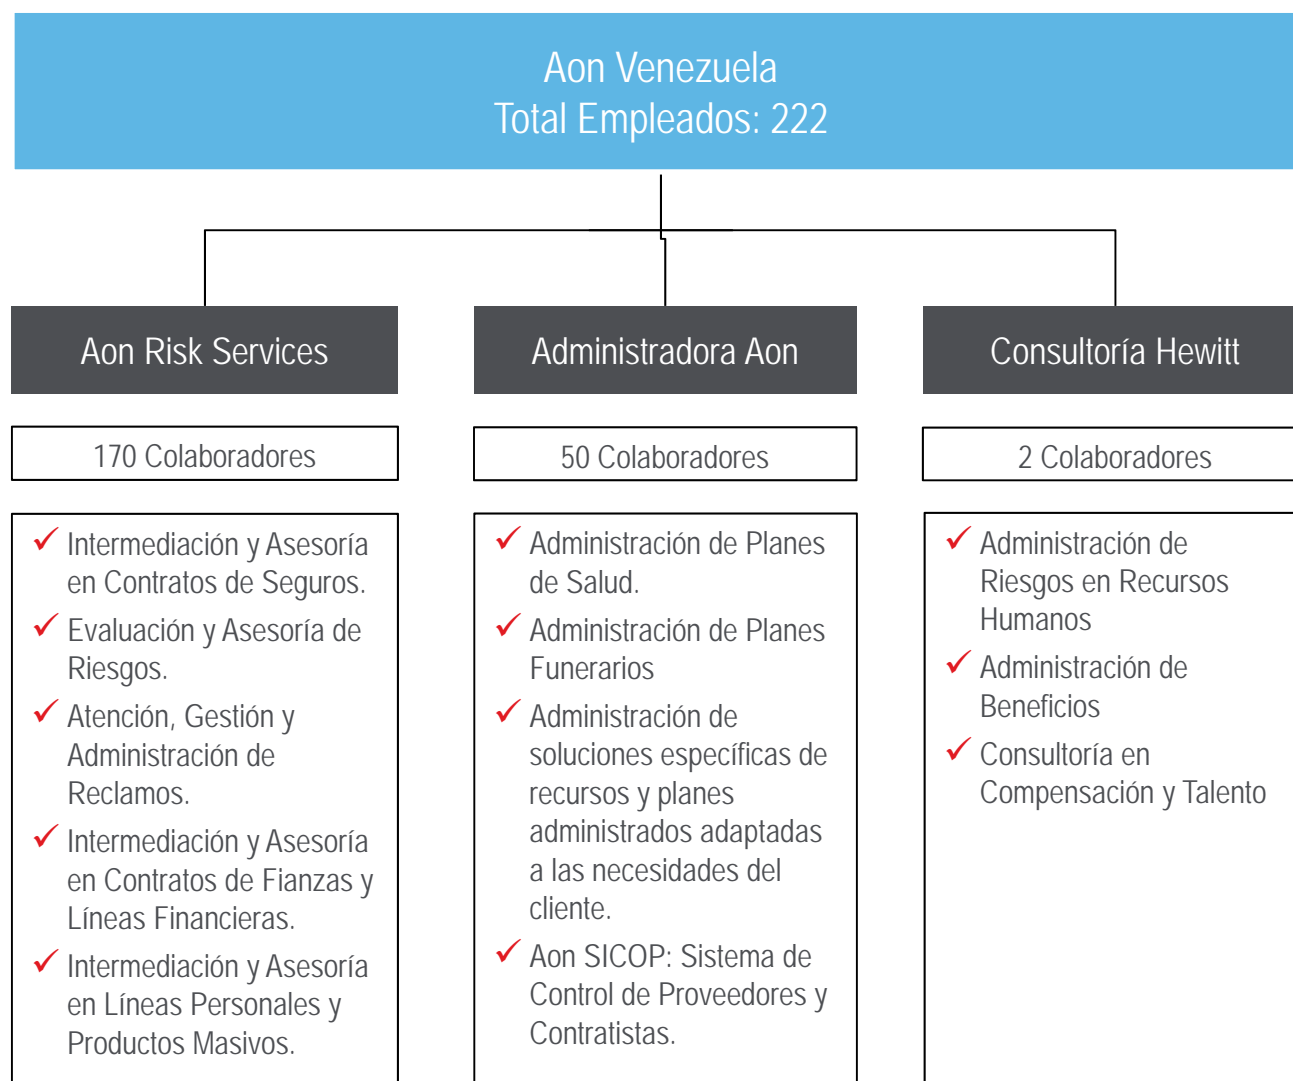 Aon Venezuela
Total Empleados: 222
Aon Risk Services
170 Colaboradores
Intermediación y Asesoría
en Contratos de Seguros.
Evaluación y Asesoría de
Riesgos.
Atención, Gestión y
Administración de
Reclamos.
Intermediación y Asesoría
en Contratos de Fianzas y
Líneas Financieras.
Intermediación y Asesoría
en Líneas Personales y
Productos Masivos.
Administradora Aon
50 Colaboradores
Administración de Planes
de Salud.
Administración de Planes
Funerarios
Administración de
soluciones específicas de
recursos y planes
administrados adaptadas
a las necesidades del
cliente.
Aon SICOP: Sistema de
Control de Proveedores y
Contratistas.
Consultoría Hewitt
2 Colaboradores
Administración de
Riesgos en Recursos
Humanos
Administración de
Beneficios
Consultoría en
Compensación y Talento